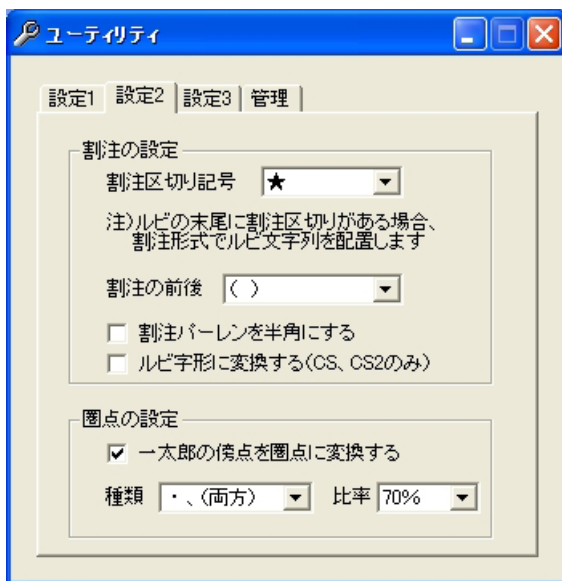 ユーティリティ
設定1 設定2 設定3 管理
割注の設定
割注区切り記号 ★
注)ルビの末尾に割注区切りがある場合、
割注形式でルビ文字列を配置します
割注の前後 ( )
割注パーレンを半角にする
ルビ字形に変換する(CS、CS2のみ)
圏点の設定
一太郎の傍点を圏点に変換する
種類 ・、(両方) 比率 70%